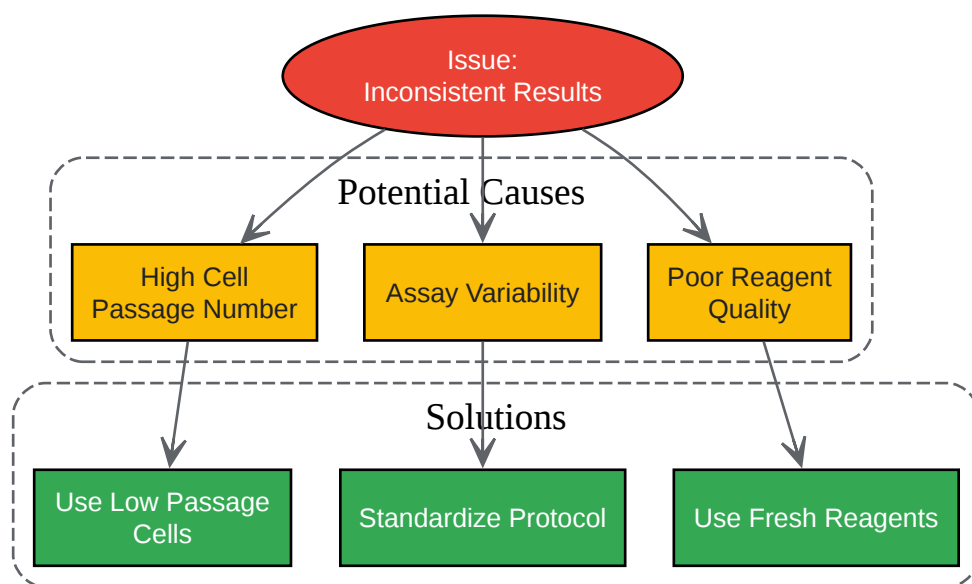 Issue:
Inconsistent Results
Potential Causes
High Cell
Passage Number
Assay Variability
Poor Reagent
Quality
Solutions
Use Low Passage
Cells
Standardize Protocol
Use Fresh Reagents